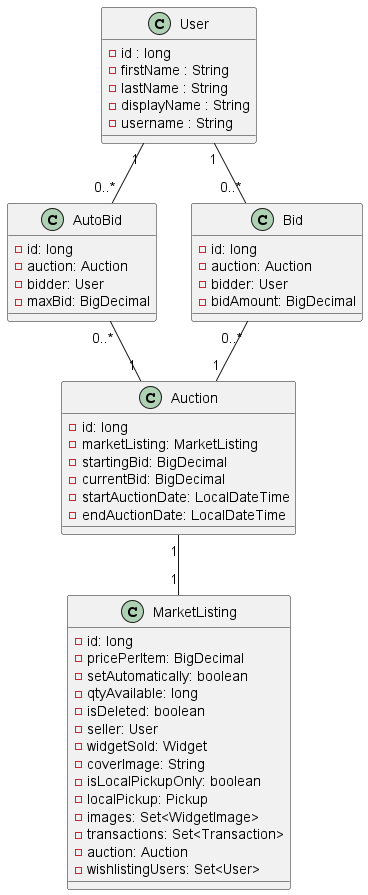 C User
id : long
firstName : String
lastName : String
displayName : String
username : String
1
1
0..*
0..*
C AutoBid
id: long
auction: Auction
bidder: User
maxBid: BigDecimal
C Bid
id: long
auction: Auction
bidder: User
bidAmount: BigDecimal
0..*
0..*
1
1
C Auction
id: long
marketListing: MarketListing
startingBid: BigDecimal
currentBid: BigDecimal
startAuctionDate: LocalDateTime
endAuctionDate: LocalDateTime
1
1
C MarketListing
id: long
pricePerItem: BigDecimal
setAutomatically: boolean
qtyAvailable: long
isDeleted: boolean
seller: User
widgetSold: Widget
coverImage: String
isLocalPickupOnly: boolean
localPickup: Pickup
images: Set<WidgetImage>
transactions: Set<Transaction>
auction: Auction
wishlistingUsers: Set<User>